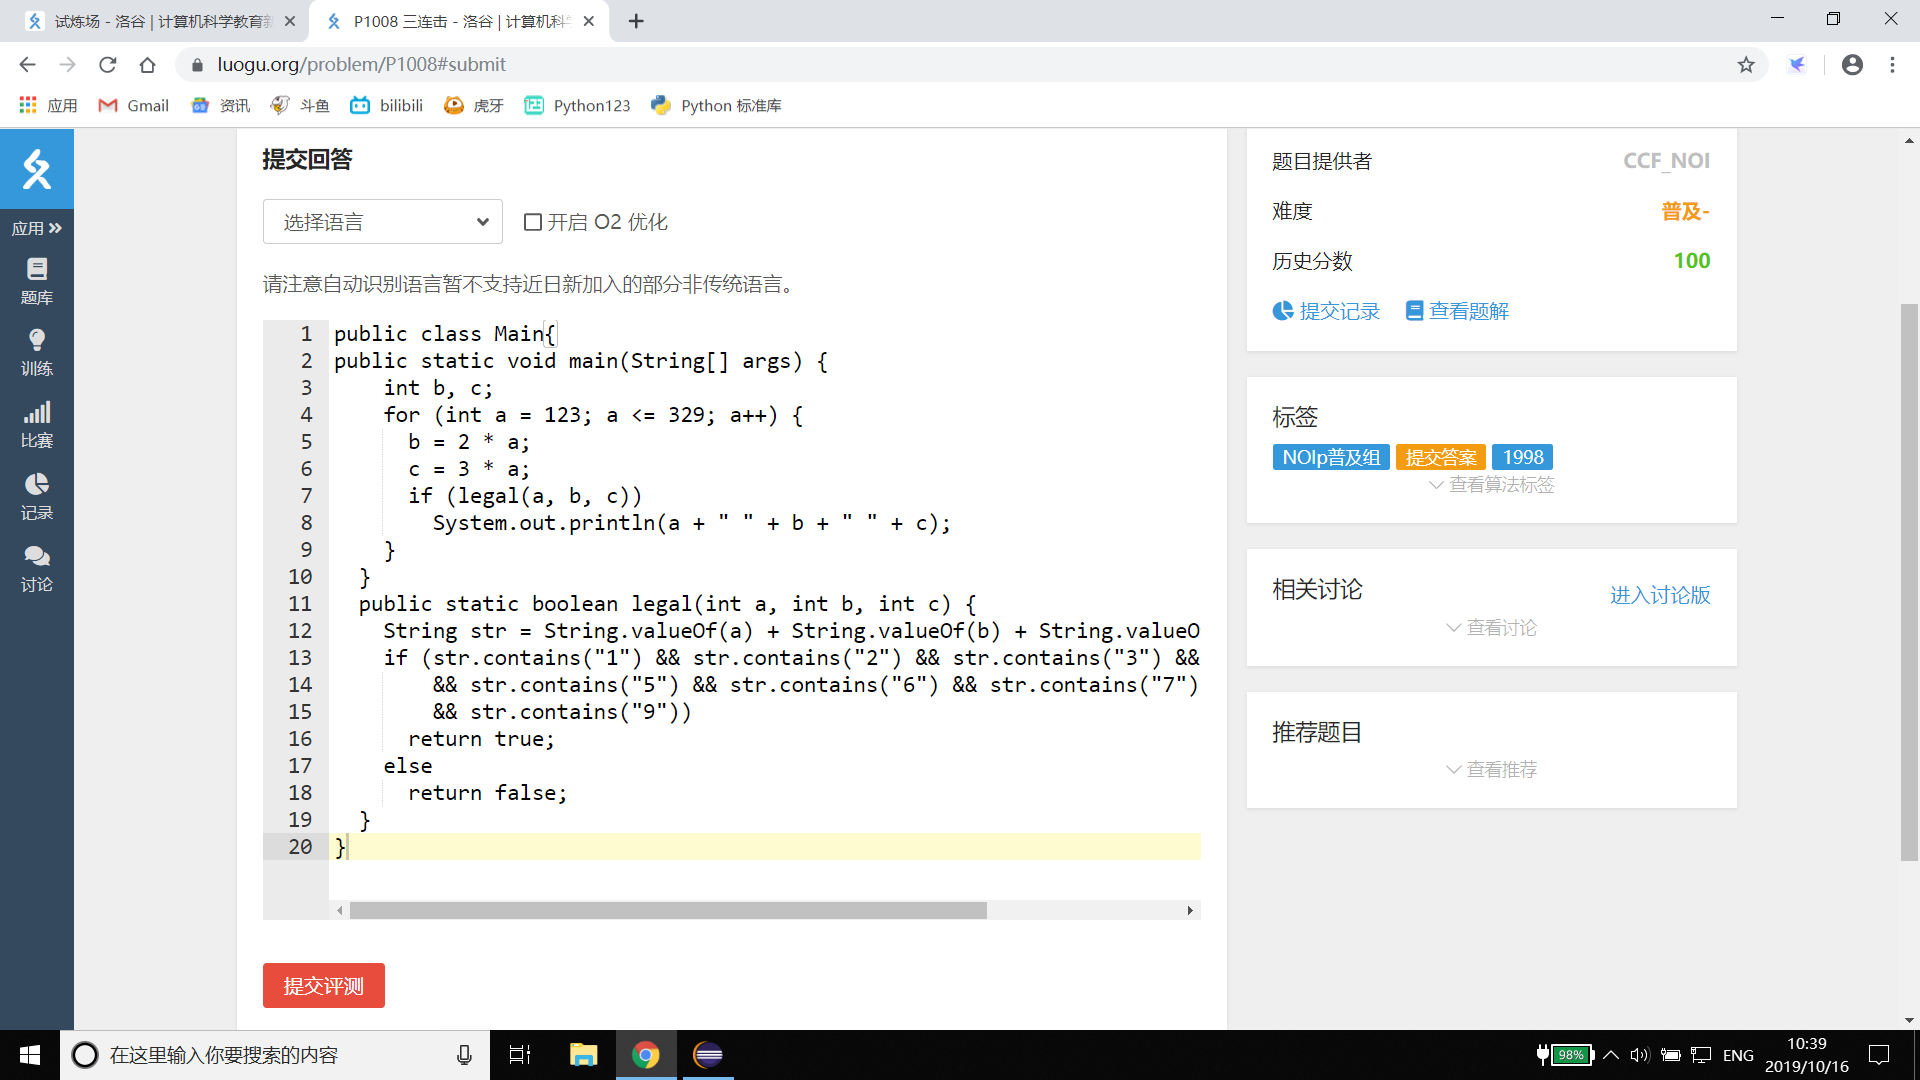 试炼场 - 洛谷 | 计算机科学教育新
P1008 三连击 - 洛谷 | 计算机科学
luogu.org/problem/P1008#submit
应用
Gmail
资讯
斗鱼
bilibili
虎牙
Python123
Python 标准库
应用
题库
训练
比赛
记录
讨论
提交回答
选择语言
开启 O2 优化
请注意自动识别语言暂不支持近日新加入的部分非传统语言。
1 public class Main{
2 public static void main(String[] args) {
3 int b, c;
4 for (int a = 123; a <= 329; a++) {
5 b = 2 * a;
6 c = 3 * a;
7 if (legal(a, b, c))
8 System.out.println(a + " " + b + " " + c);
9 }
10 }
11 public static boolean legal(int a, int b, int c) {
12 String str = String.valueOf(a) + String.valueOf(b) + String.valueO
13 if (str.contains("1") && str.contains("2") && str.contains("3") &&
14 && str.contains("5") && str.contains("6") && str.contains("7")
15 && str.contains("9"))
16 return true;
17 else
18 return false;
19 }
20 }
提交评测
题目提供者 CCF_NOI
难度 普及-
历史分数 100
提交记录 查看题解
标签
NOIp普及组 提交答案 1998
查看算法标签
相关讨论 进入讨论版
查看讨论
推荐题目
查看推荐
在这里输入你要搜索的内容
98%
ENG
10:39
2019/10/16